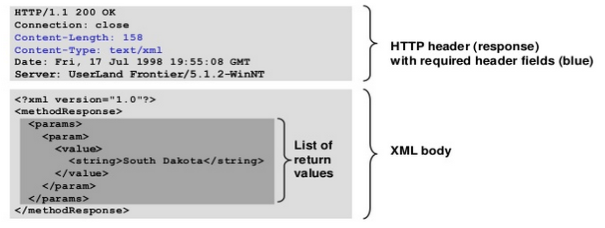 HTTP/1.1 200 OK
Connection: close
Content-Length: 158
Content-Type: text/xml
Date: Fri, 17 Jul 1998 19:55:08 GMT
Server: UserLand Frontier/5.1.2-WinNT
HTTP header (response)
with required header fields (blue)
<?xml version="1.0"?>
<methodResponse>
<params>
<param>
<value>
<string>South Dakota</string>
</value>
</param>
</params>
</methodResponse>
List of
return
values
XML body